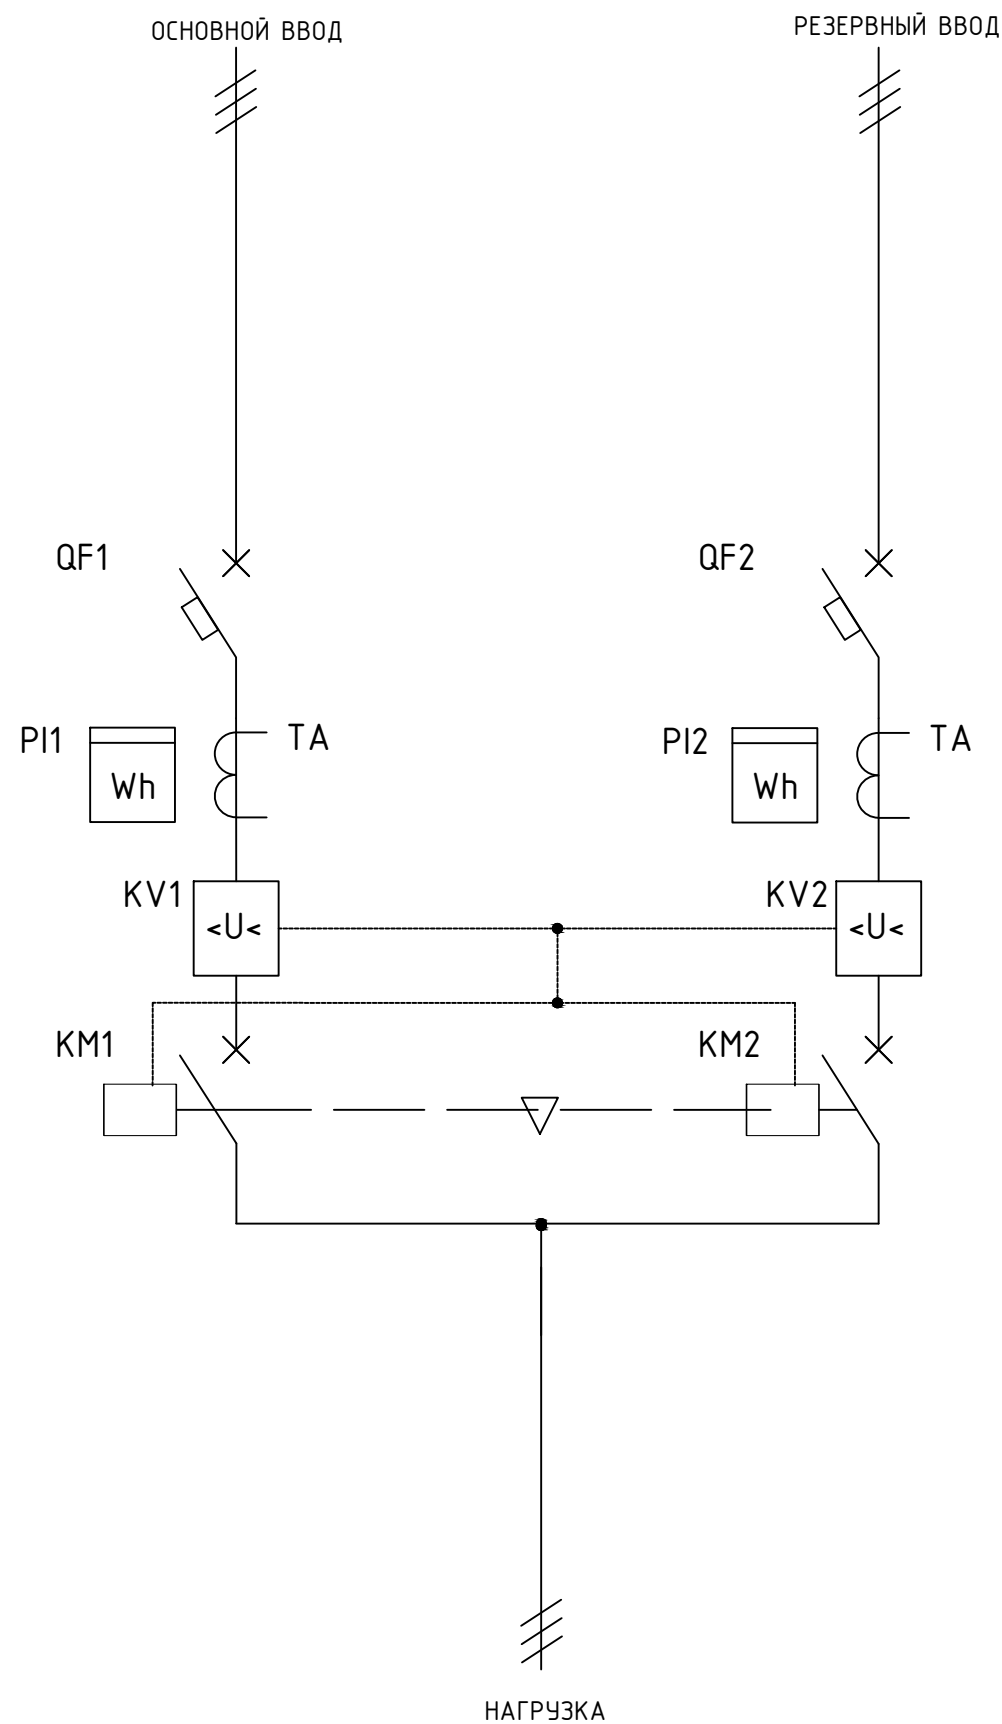 ОСНОВНОЙ ВВОД
РЕЗЕРВНЫЙ ВВОД
QF1
QF2
PI1
Wh
TA
PI2
Wh
TA
KV1
<U<
KV2
<U<
KM1
KM2
НАГРУЗКА